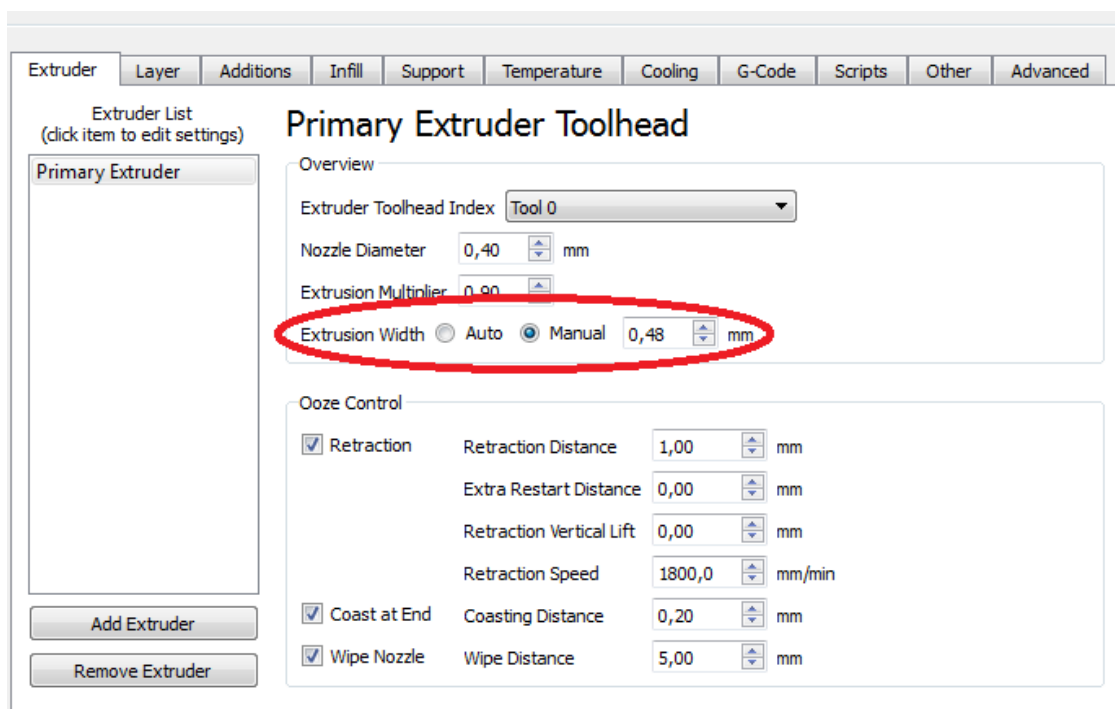 Extruder Layer Additions Infill Support Temperature Cooling G-Code Scripts Other Advanced
Extruder List
(click item to edit settings)
Primary Extruder
Add Extruder
Remove Extruder
Primary Extruder Toolhead
Overview
Extruder Toolhead Index Tool 0
Nozzle Diameter 0,40 mm
Extrusion Multiplier 0,90
Extrusion Width Auto Manual 0,48 mm
Ooze Control
Retraction Retraction Distance 1,00 mm
Extra Restart Distance 0,00 mm
Retraction Vertical Lift 0,00 mm
Retraction Speed 1800,0 mm/min
Coast at End Coasting Distance 0,20 mm
Wipe Nozzle Wipe Distance 5,00 mm